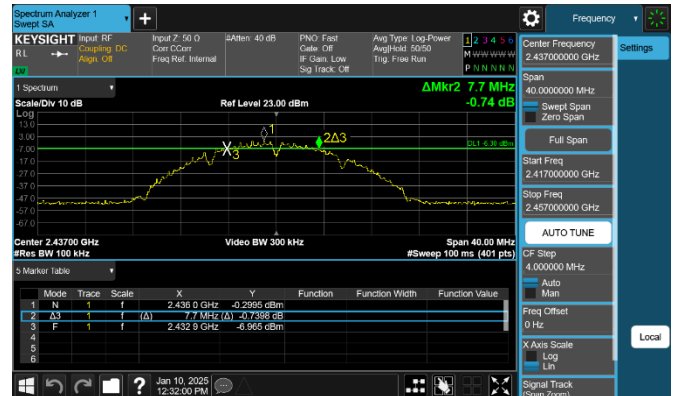 Spectrum Analyzer 1
Swept SA
+
Frequency
KEYSIGHT Input: RF Input Z: 50 Ω #Atten: 40 dB PNO: Fast Avg Type: Log-Power 1 2 3 4 5 6
RL Coupling: DC Corr CCorr Gate: Off Avg|Hold: 50/50 M W W W W W
Align: Off Freq Ref: Internal IF Gain: Low Trig: Free Run
Sig Track: Off P N N N N N
LXI
1 Spectrum
ΔMkr2 7.7 MHz
Scale/Div 10 dB Ref Level 23.00 dBm -0.74 dB
Log
13.0
3.00
-7.00
-17.0
-27.0
-37.0
-47.0
-57.0
-67.0
1
2Δ3
X3
DL1 -6.30 dBm
Center 2.43700 GHz Video BW 300 kHz Span 40.00 MHz
#Res BW 100 kHz #Sweep 100 ms (401 pts)
5 Marker Table
Mode Trace Scale X Y Function Function Width Function Value
1 N 1 f 2.436 0 GHz -0.2995 dBm
2 Δ3 1 f (Δ) 7.7 MHz (Δ) -0.7398 dB
3 F 1 f 2.432 9 GHz -6.965 dBm
4
5
6
? Jan 10, 2025
12:32:00 PM
Center Frequency
2.437000000 GHz
Settings
Span
40.0000000 MHz
Swept Span
Zero Span
Full Span
Start Freq
2.417000000 GHz
Stop Freq
2.457000000 GHz
AUTO TUNE
CF Step
4.000000 MHz
Auto
Man
Freq Offset
0 Hz
X Axis Scale
Log
Lin
Local
Signal Track
(Span Zoom)